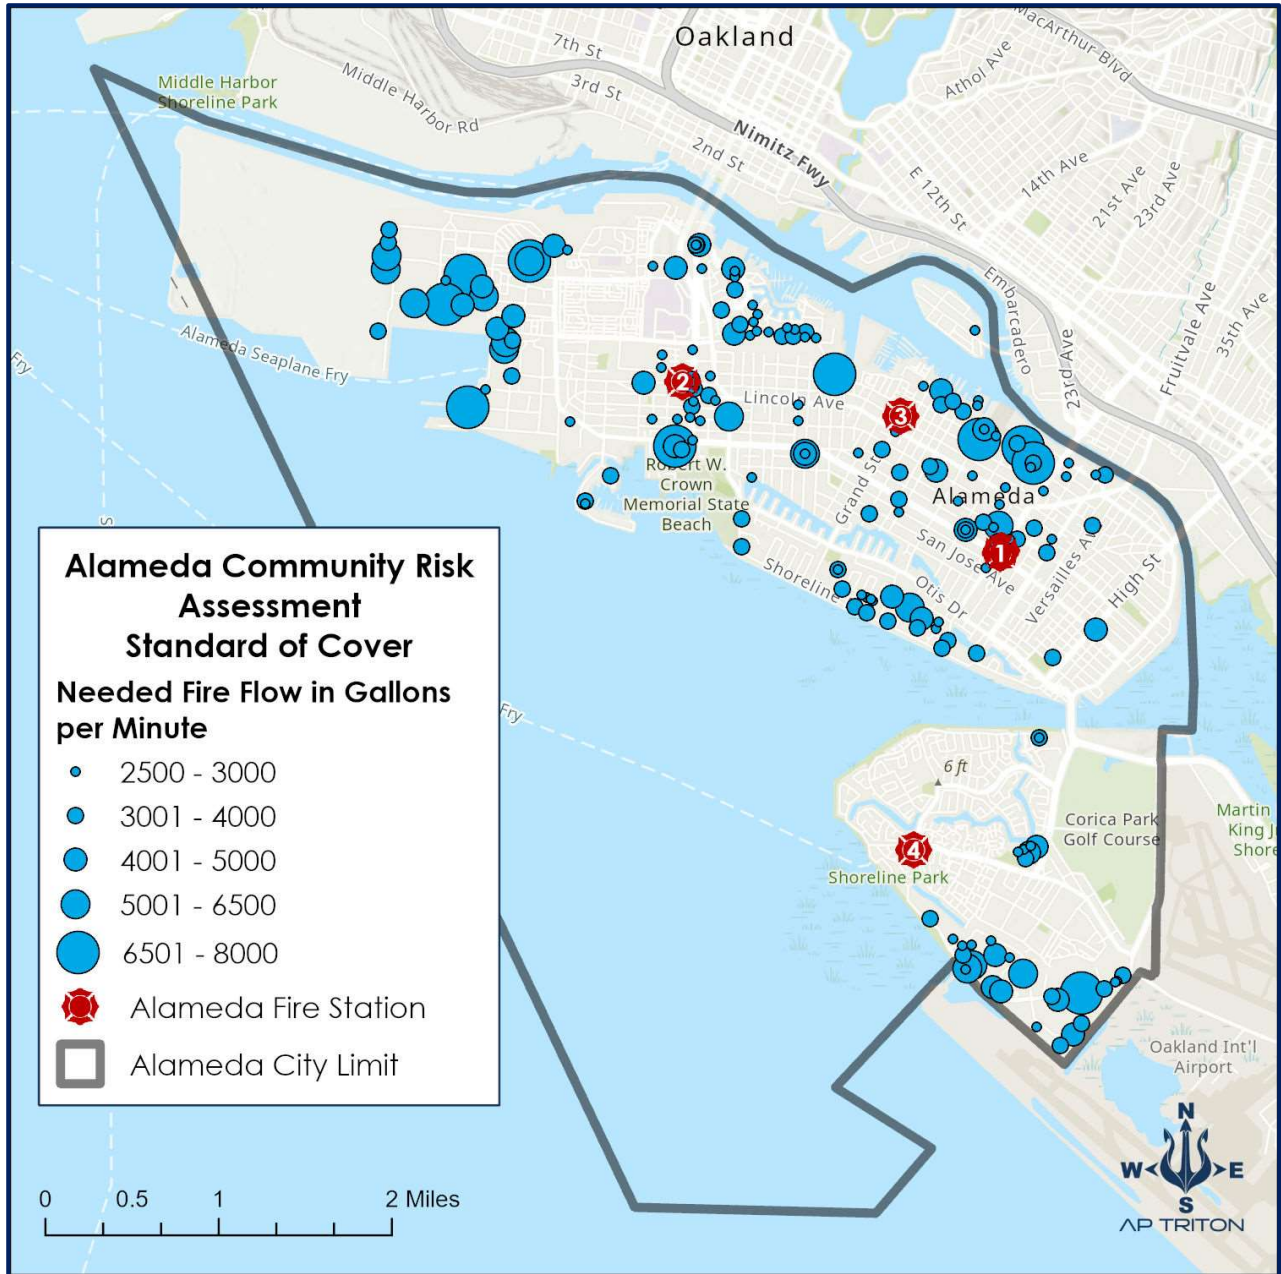 Oakland
MacArthur Blvd
7th St
Athol Ave
Middle Harbor
Shoreline Park
Middle Harbor Rd
3rd St
Nimitz Fwy
2nd St
E 12th St
14th Ave
21st Ave
23rd Ave
Embarcadero
35th Ave
Fruitvale Ave
23rd Ave
Alameda Seaplane Fry
Fry
2
Lincoln Ave
3
Grand St
Robert W.
Crown
Memorial State
Beach
Alameda
San Jose Ave
1
Versailles Av
High St
Shoreline
Otis Dr
S
Fry
6 ft
Corica Park
Golf Course
Martin
King J
Shore
4
Shoreline Park
Oakland Int'l
Airport
Alameda Community Risk
Assessment
Standard of Cover
Needed Fire Flow in Gallons
per Minute
2500 - 3000
3001 - 4000
4001 - 5000
5001 - 6500
6501 - 8000
Alameda Fire Station
Alameda City Limit
0 0.5 1 2 Miles
N
W E
S
AP TRITON